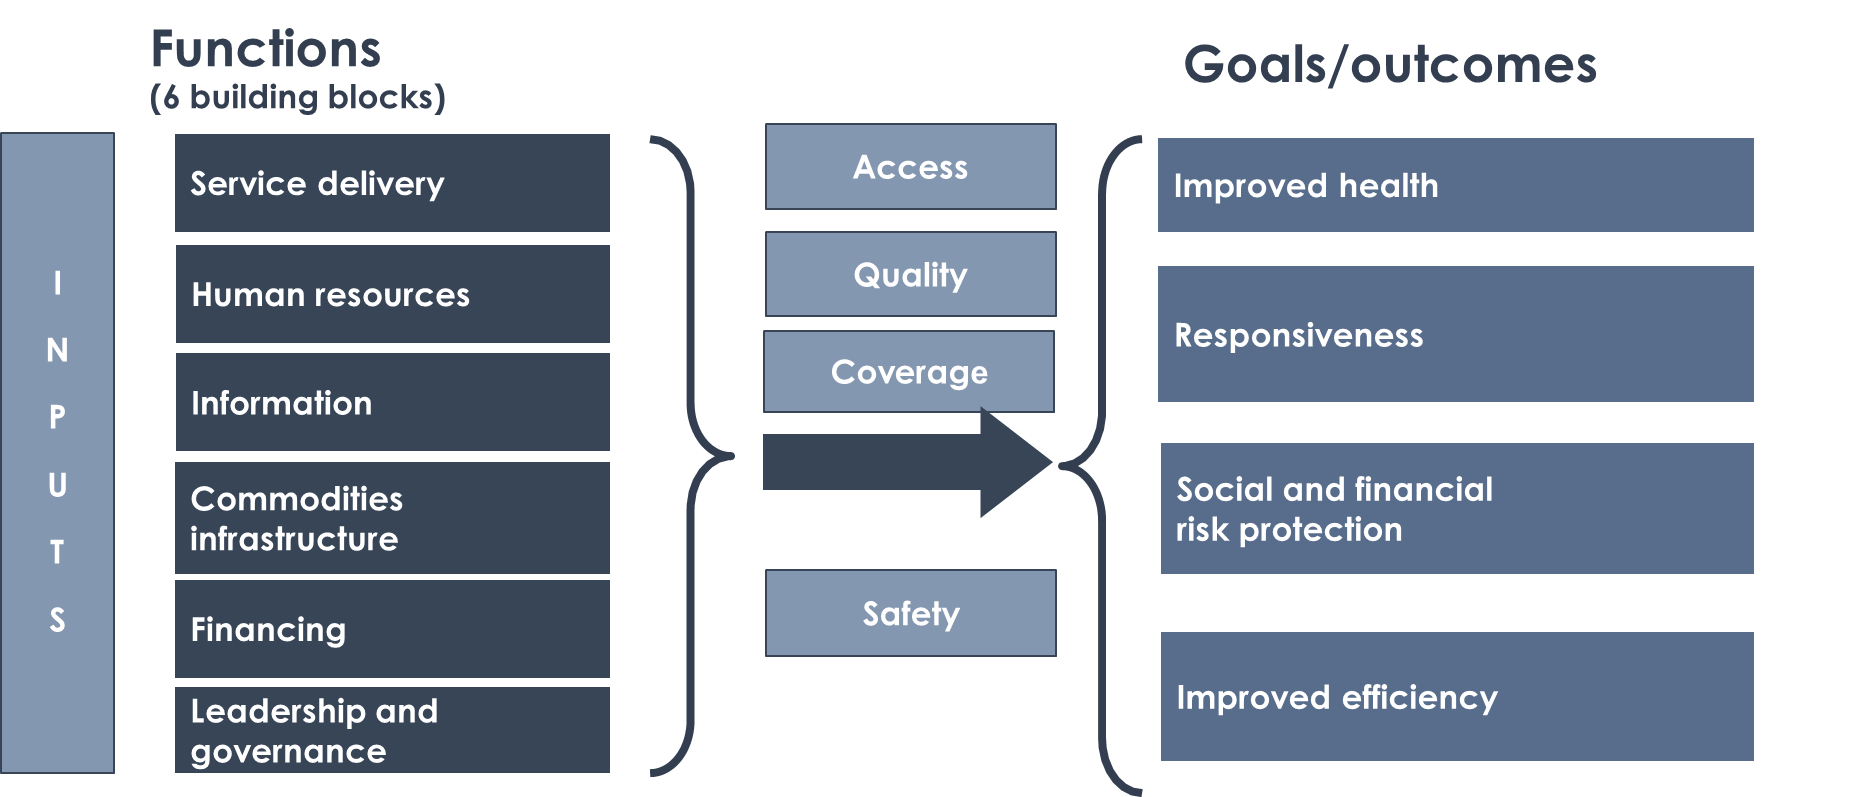 Functions
(6 building blocks)
Goals/outcomes
I
N
P
U
T
S
Service delivery
Human resources
Information
Commodities
infrastructure
Financing
Leadership and
governance
Access
Quality
Coverage
Safety
Improved health
Responsiveness
Social and financial
risk protection
Improved efficiency